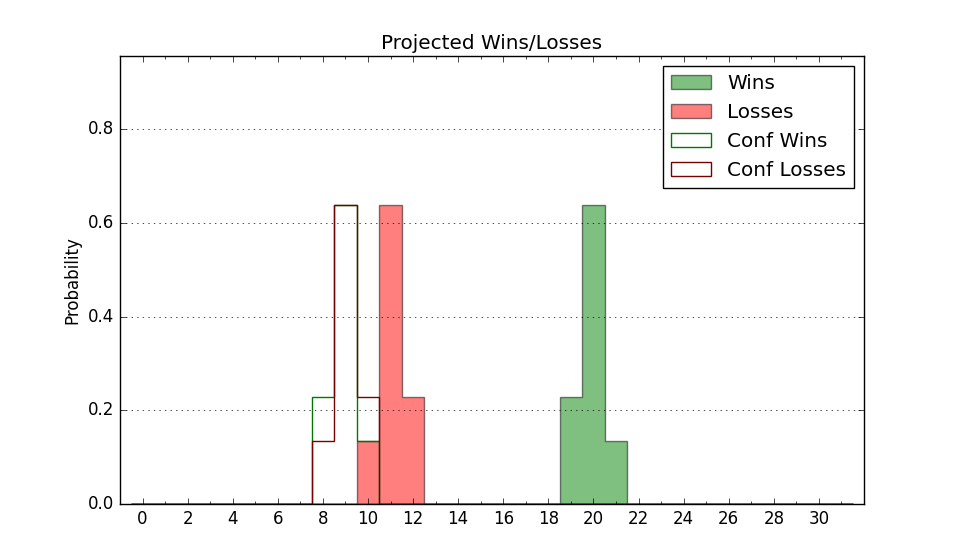 Projected Wins/Losses
Wins
Losses
Conf Wins
Conf Losses
Probability
0.8
0.6
0.4
0.2
0.0
0 2 4 6 8 10 12 14 16 18 20 22 24 26 28 30